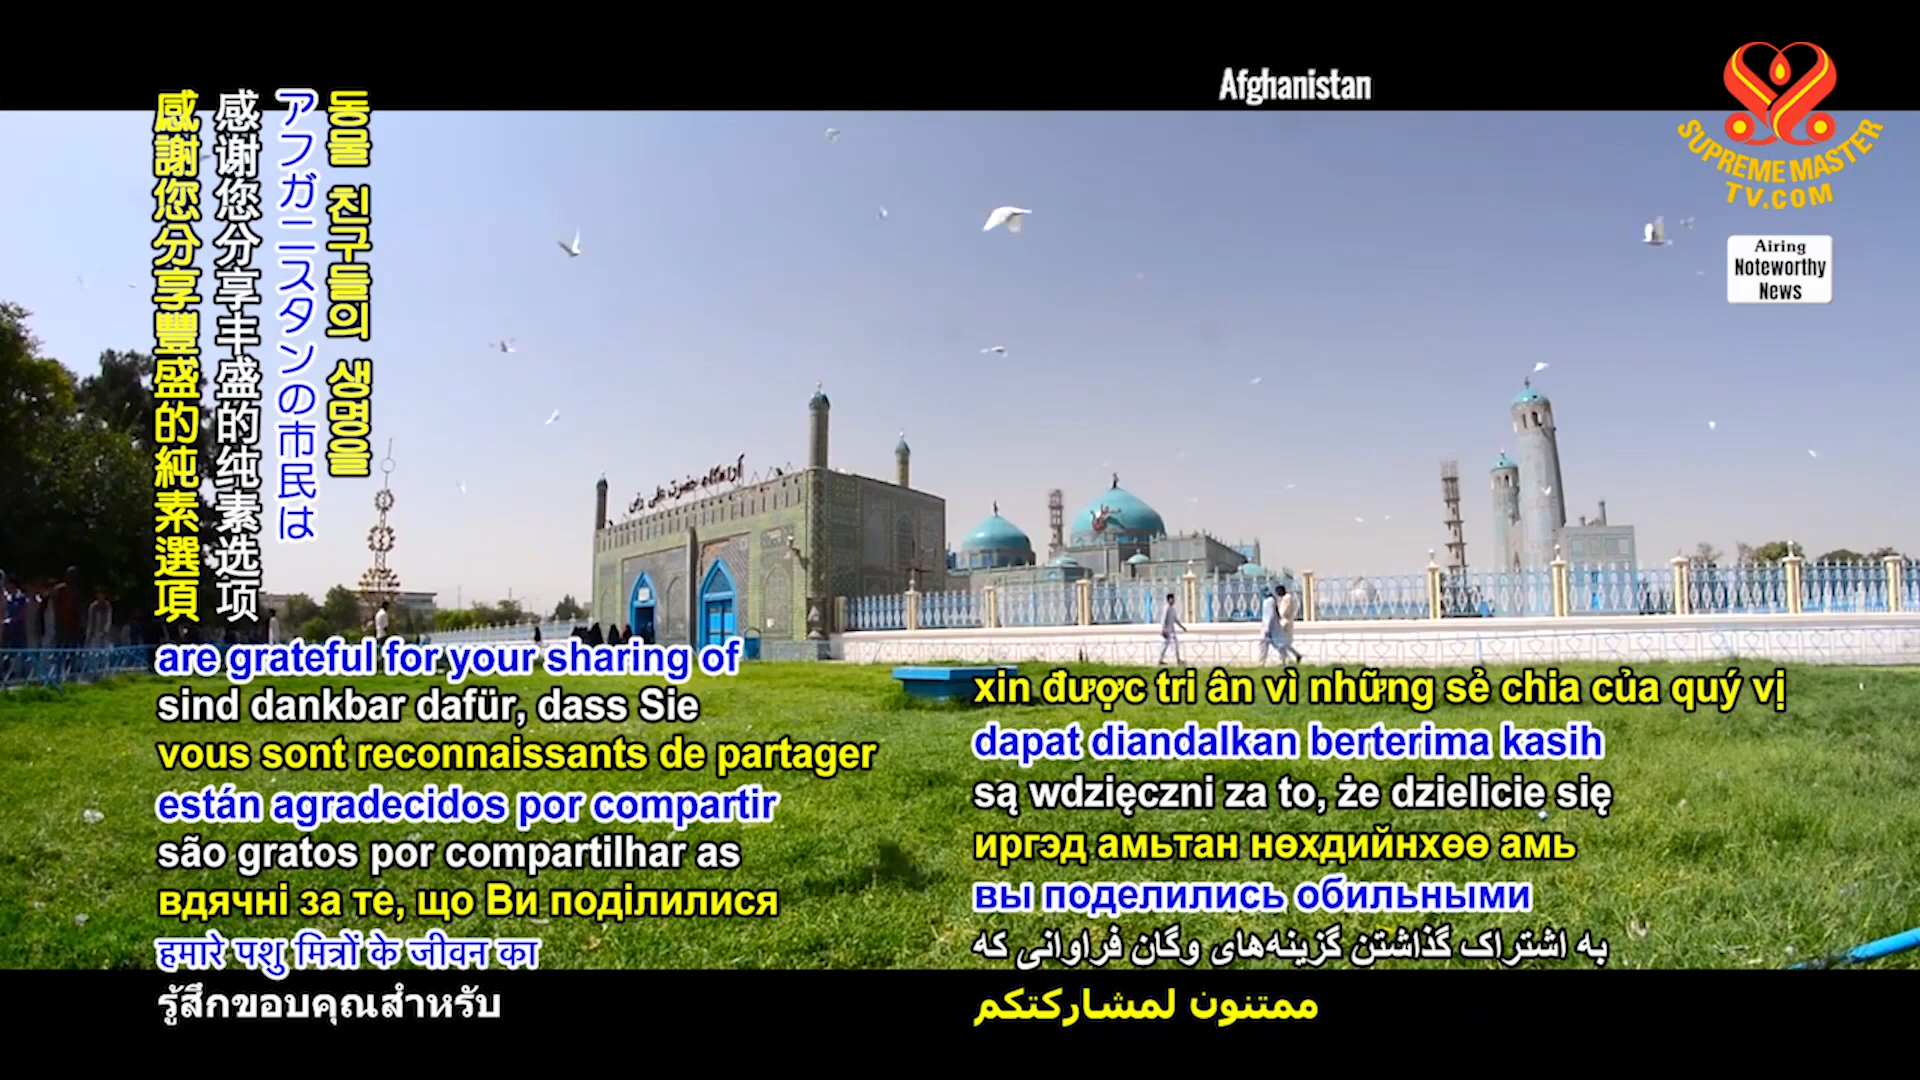 Afghanistan
SUPREME MASTER
TV.COM
Airing
Noteworthy
News
동물 친구들의 생명을
アフガニスタンの市民は
感谢您分享丰盛的纯素选项
感謝您分享豐盛的純素選項
آرامگاه حضرت علی
are grateful for your sharing of
sind dankbar dafür, dass Sie
vous sont reconnaissants de partager
están agradecidos por compartir
são gratos por compartilhar as
вдячні за те, що Ви поділилися
हमारे पशु मित्रों के जीवन का
รู้สึกขอบคุณสำหรับ
xin được tri ân vì những sẻ chia của quý vị
dapat diandalkan berterima kasih
są wdzięczni za to, że dzielicie się
иргэд амьтан нөхдийнхөө амь
вы поделились обильными
به اشتراک گذاشتن گزینه‌های وگان فراوانی که
ممتنون لمشاركتكم